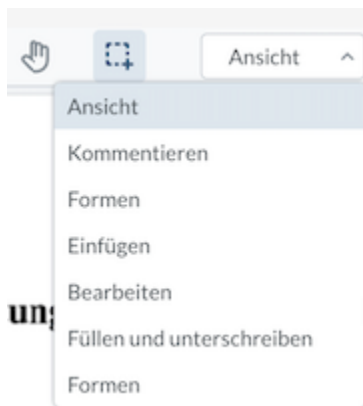 Ansicht
Ansicht
Kommentieren
Formen
Einfügen
Bearbeiten
Füllen und unterschreiben
Formen